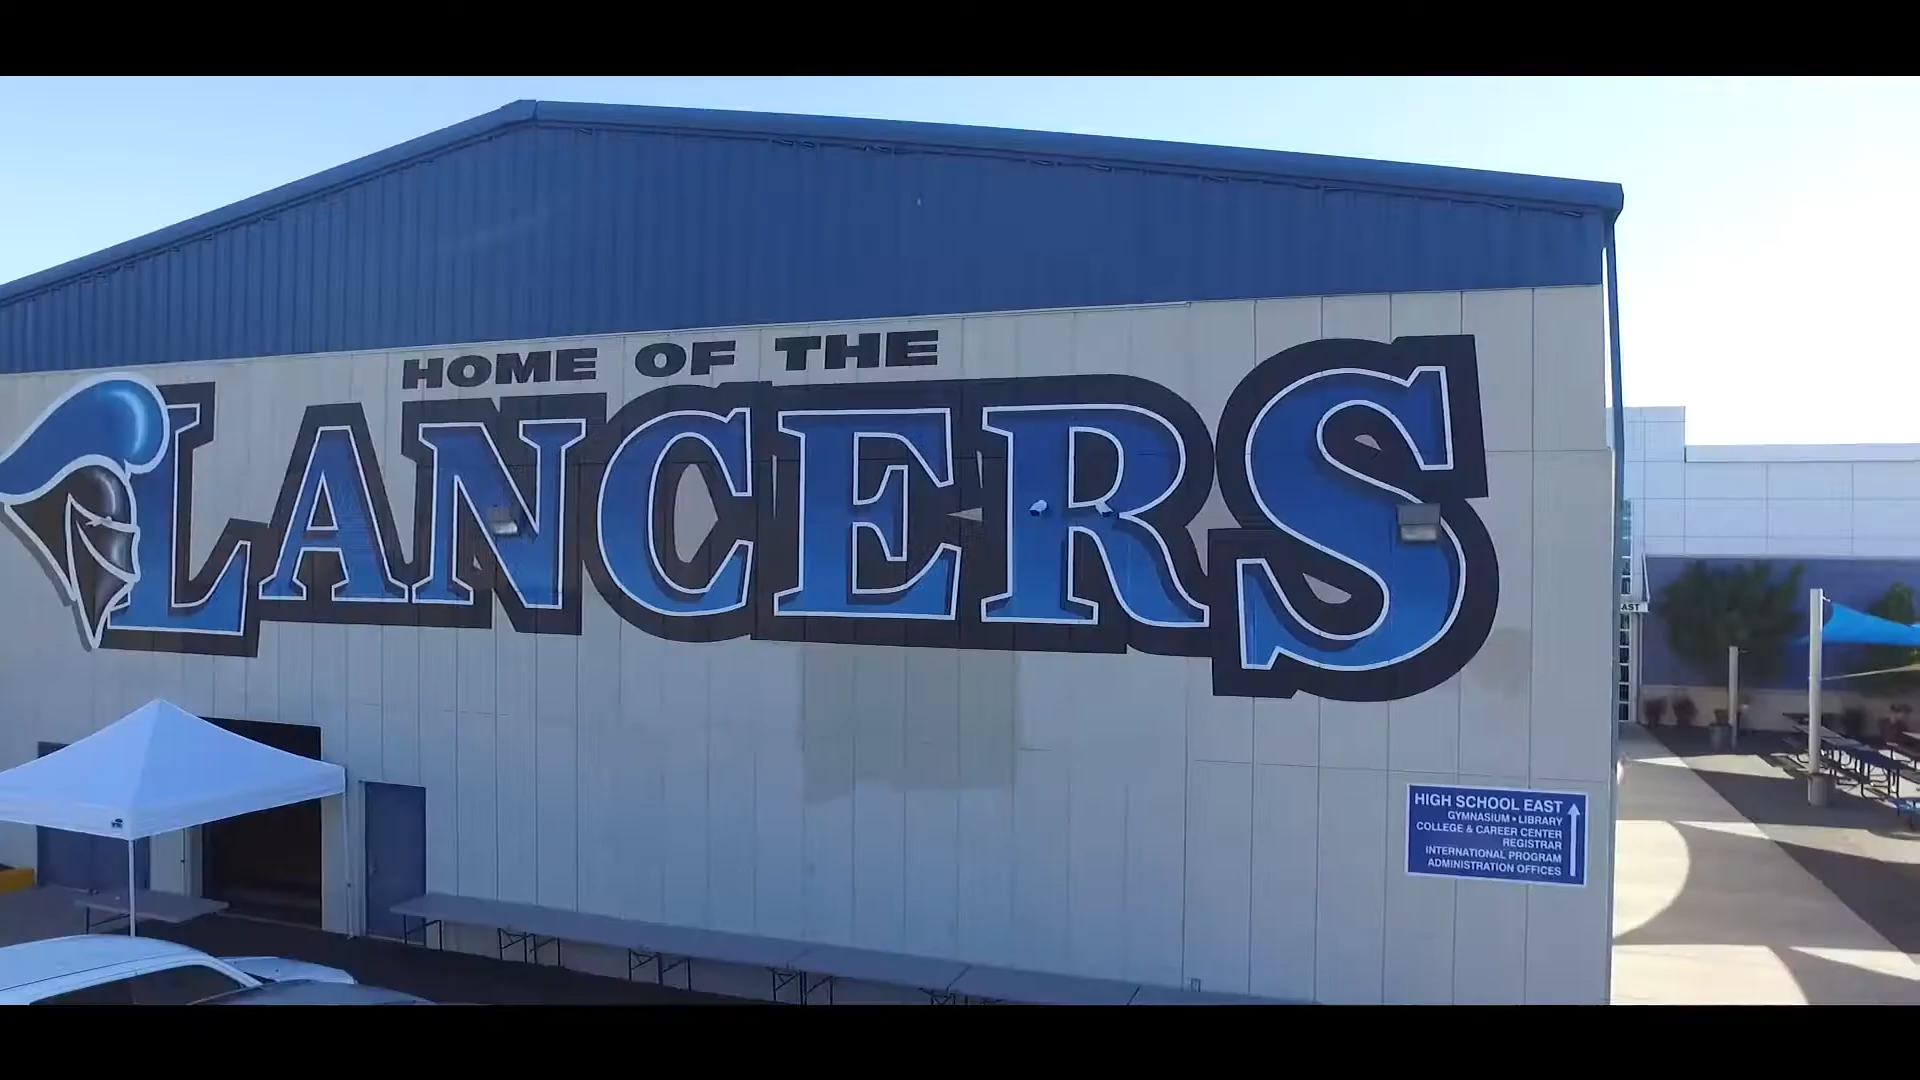 HOME OF THE
LANCERS
HIGH SCHOOL EAST
GYMNASIUM • LIBRARY
COLLEGE & CAREER CENTER
REGISTRAR
INTERNATIONAL PROGRAM
ADMINISTRATION OFFICES